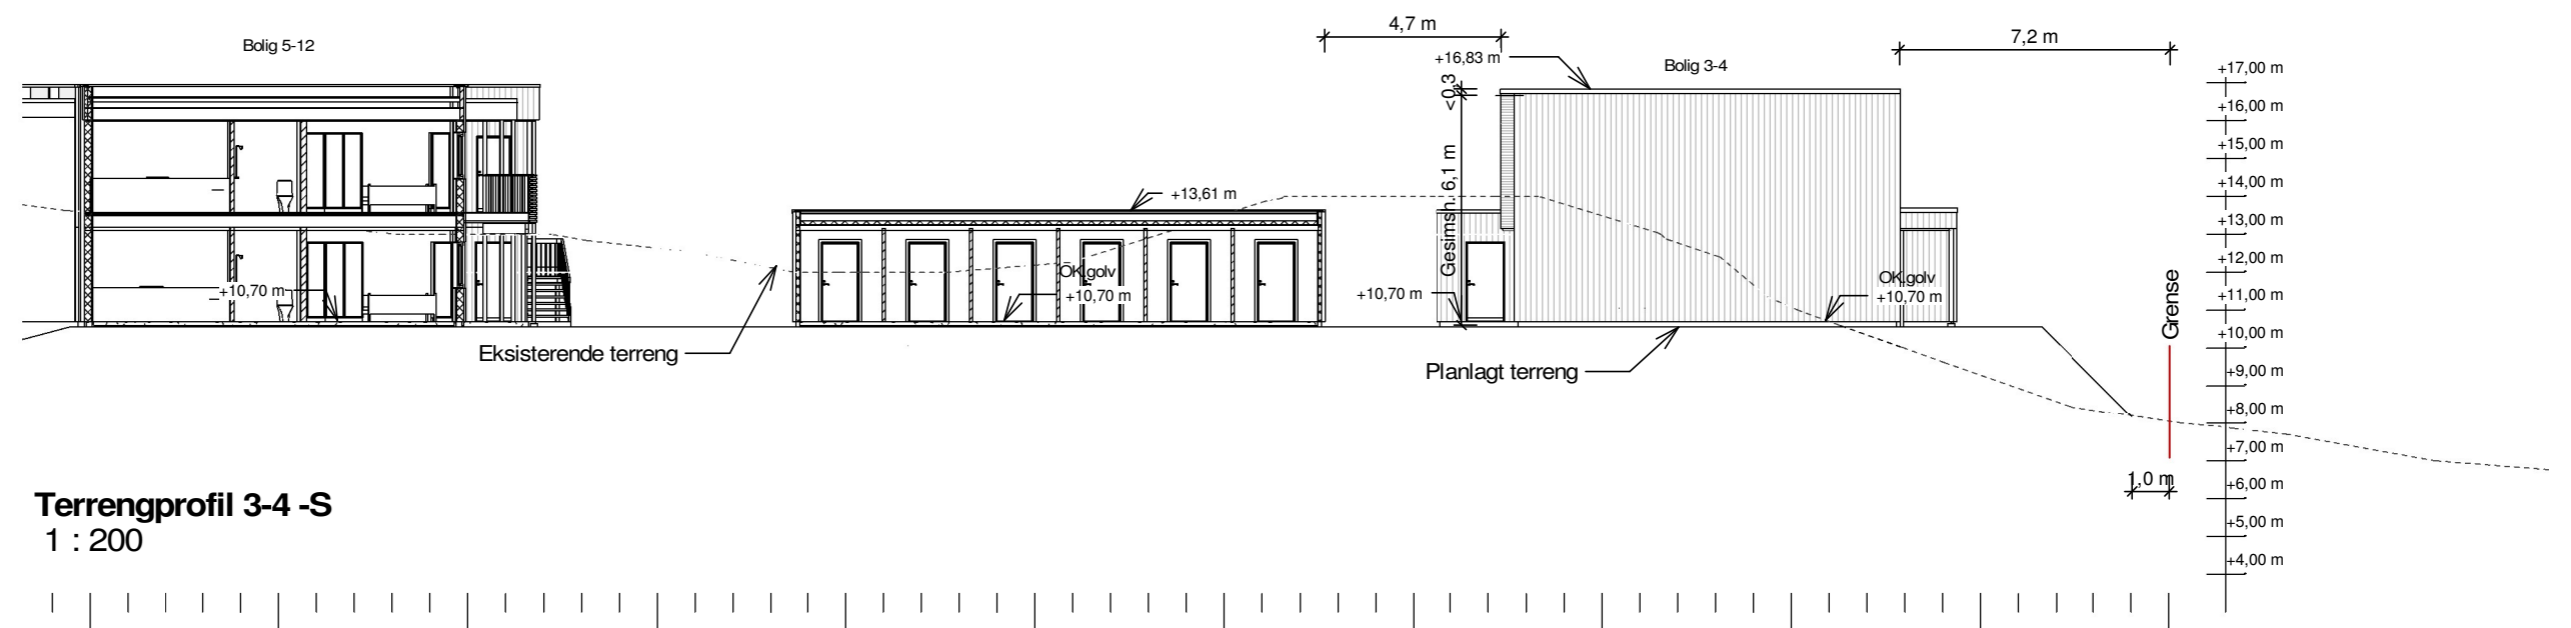 4,7 m
7,2 m
Bolig 5-12
+16,83 m
Bolig 3-4
<0,3
Gesimsh. 6,1 m
+13,61 m
OK golv
+10,70 m
+10,70 m
+10,70 m
OK golv
+10,70 m
Eksisterende terreng
Planlagt terreng
Grense
1,0 m
+17,00 m
+16,00 m
+15,00 m
+14,00 m
+13,00 m
+12,00 m
+11,00 m
+10,00 m
+9,00 m
+8,00 m
+7,00 m
+6,00 m
+5,00 m
+4,00 m
Terrengprofil 3-4 -S
1 : 200